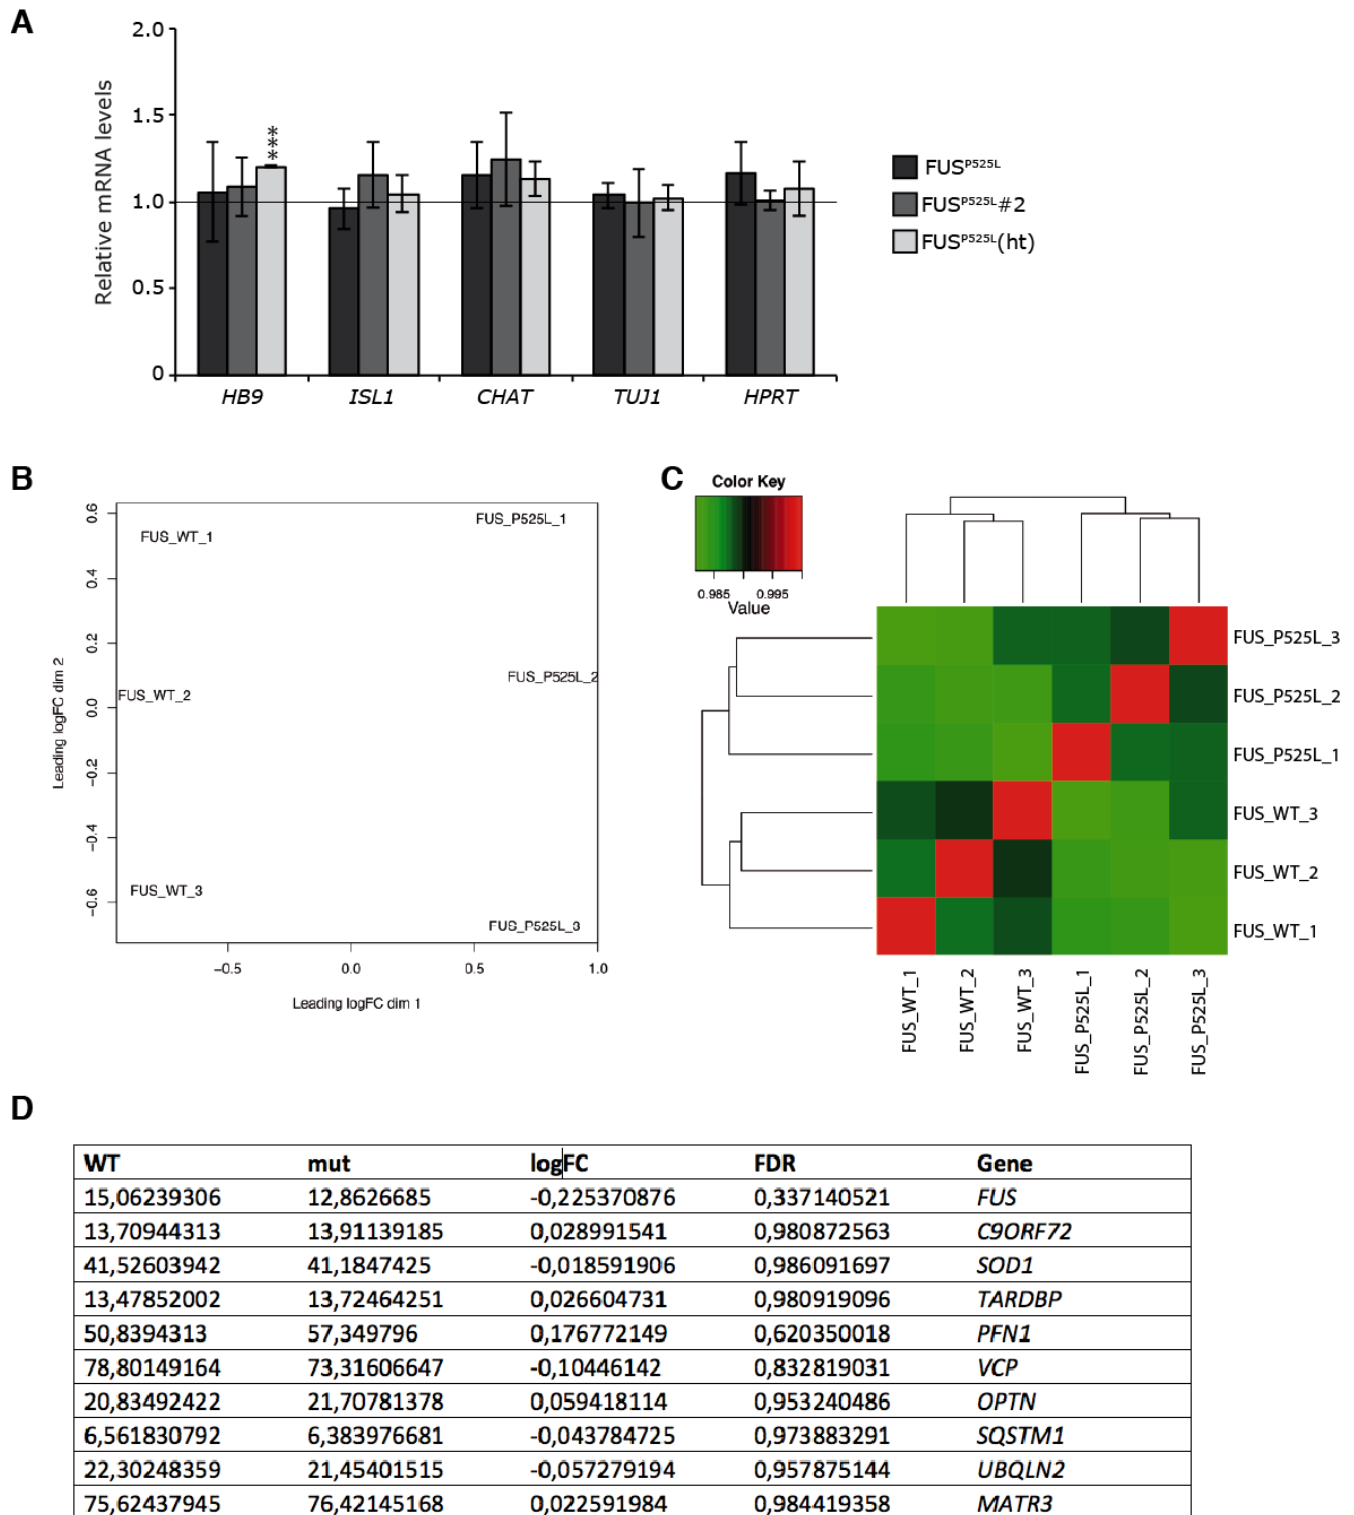 A
2.0
1.5
1.0
0.5
0
Relative mRNA levels
***
HB9 ISL1 CHAT TUJ1 HPRT
FUSP525L
FUSP525L#2
FUSP525L(ht)
B
0.6
0.4
0.2
0.0
−0.2
−0.4
−0.6
Leading logFC dim 2
FUS_WT_1
FUS_P525L_1
FUS_P525L_2
FUS_WT_2
FUS_WT_3
FUS_P525L_3
−0.5 0.0 0.5 1.0
Leading logFC dim 1
C
Color Key
0.985 0.995
Value
FUS_P525L_3
FUS_P525L_2
FUS_P525L_1
FUS_WT_3
FUS_WT_2
FUS_WT_1
FUS_WT_1
FUS_WT_2
FUS_WT_3
FUS_P525L_1
FUS_P525L_2
FUS_P525L_3
D
WT mut logFC FDR Gene
15,06239306 12,8626685 -0,225370876 0,337140521 FUS
13,70944313 13,91139185 0,028991541 0,980872563 C9ORF72
41,52603942 41,1847425 -0,018591906 0,986091697 SOD1
13,47852002 13,72464251 0,026604731 0,980919096 TARDBP
50,8394313 57,349796 0,176772149 0,620350018 PFN1
78,80149164 73,31606647 -0,10446142 0,832819031 VCP
20,83492422 21,70781378 0,059418114 0,953240486 OPTN
6,561830792 6,383976681 -0,043784725 0,973883291 SQSTM1
22,30248359 21,45401515 -0,057279194 0,957875144 UBQLN2
75,62437945 76,42145168 0,022591984 0,984419358 MATR3